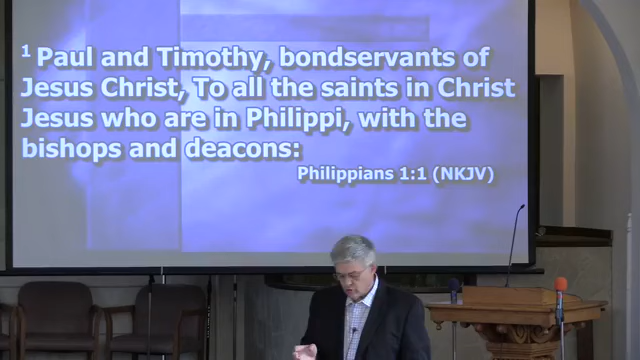 1 Paul and Timothy, bondservants of
Jesus Christ, To all the saints in Christ
Jesus who are in Philippi, with the
bishops and deacons:
Philippians 1:1 (NKJV)